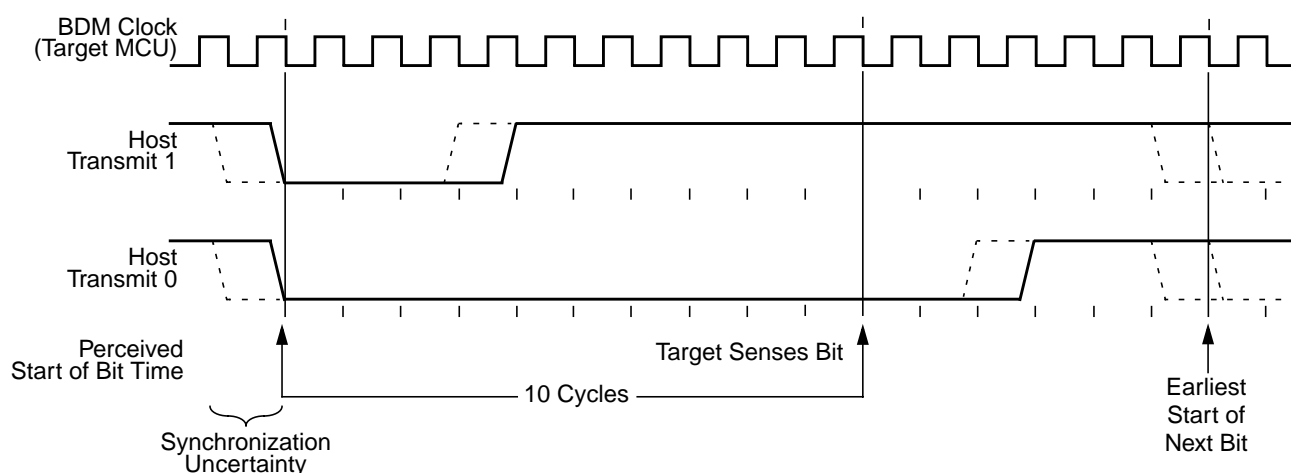 BDM Clock
(Target MCU)
Host
Transmit 1
Host
Transmit 0
Perceived
Start of Bit Time
Target Senses Bit
10 Cycles
Earliest
Start of
Next Bit
Synchronization
Uncertainty